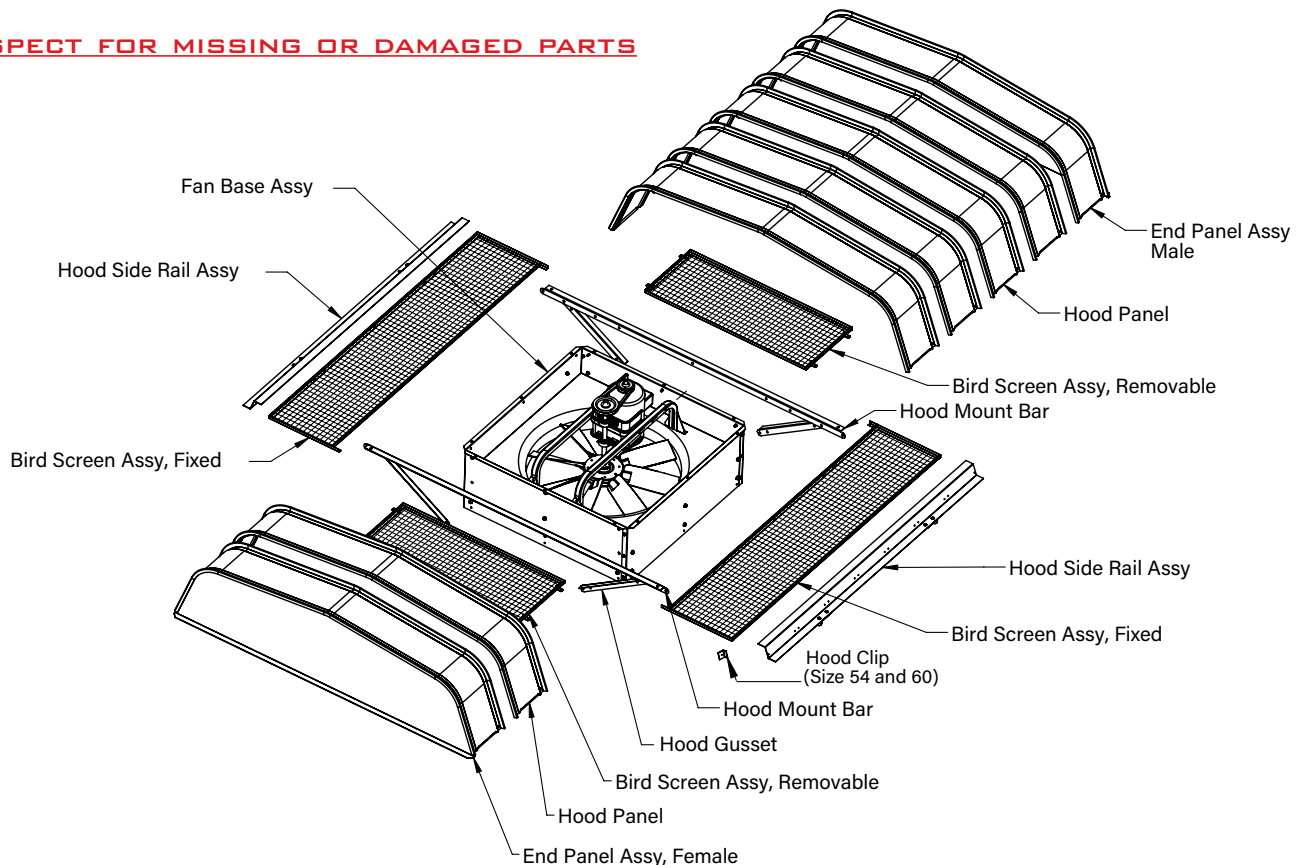 SPECT FOR MISSING OR DAMAGED PARTS
Fan Base Assy
Hood Side Rail Assy
Bird Screen Assy, Fixed
End Panel Assy
Male
Hood Panel
Bird Screen Assy, Removable
Hood Mount Bar
Hood Side Rail Assy
Bird Screen Assy, Fixed
Hood Clip
(Size 54 and 60)
Hood Mount Bar
Hood Gusset
Bird Screen Assy, Removable
Hood Panel
End Panel Assy, Female